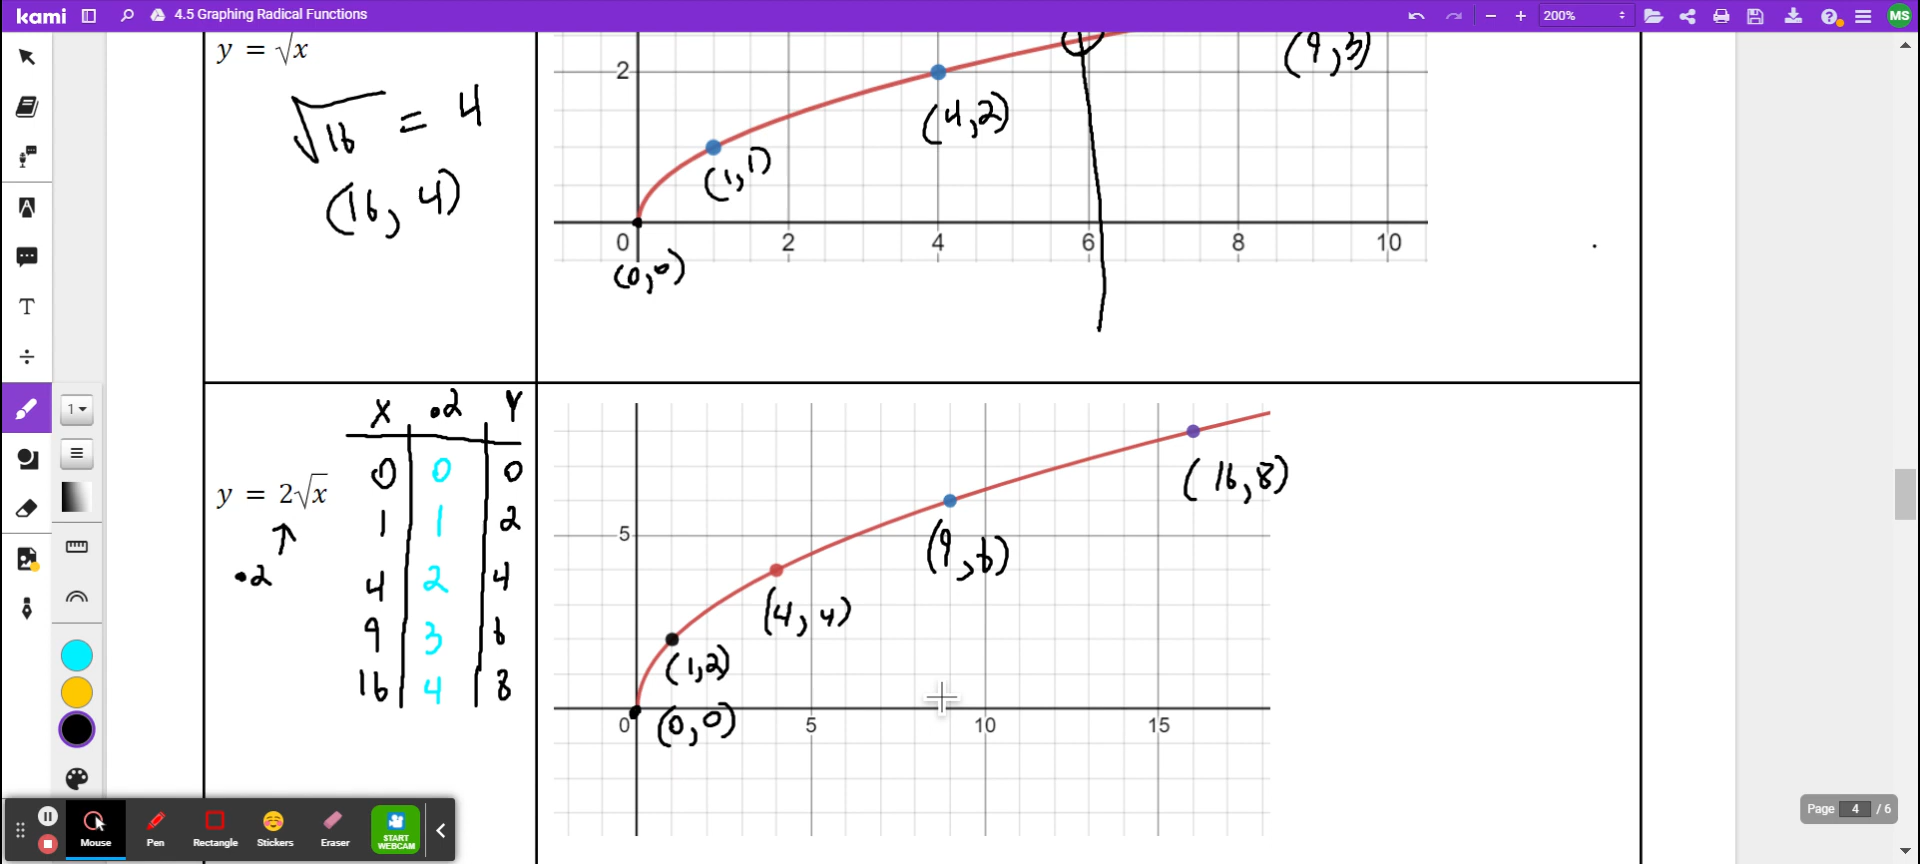 kami 4.5 Graphing Radical Functions 200% MS
y = √x
√16 = 4
(16, 4)
2
(9, 3)
(4, 2)
(1, 1)
0 2 4 6 8 10
(0, 0)
x •2 y
0 0 0
1 1 2
4 2 4
9 3 6
16 4 8
y = 2√x
•2
(16, 8)
5
(9, 6)
(4, 4)
(1, 2)
0 (0, 0) 5 10 15
1
T
A
Page 4 / 6
Mouse Pen Rectangle Stickers Eraser START WEBCAM